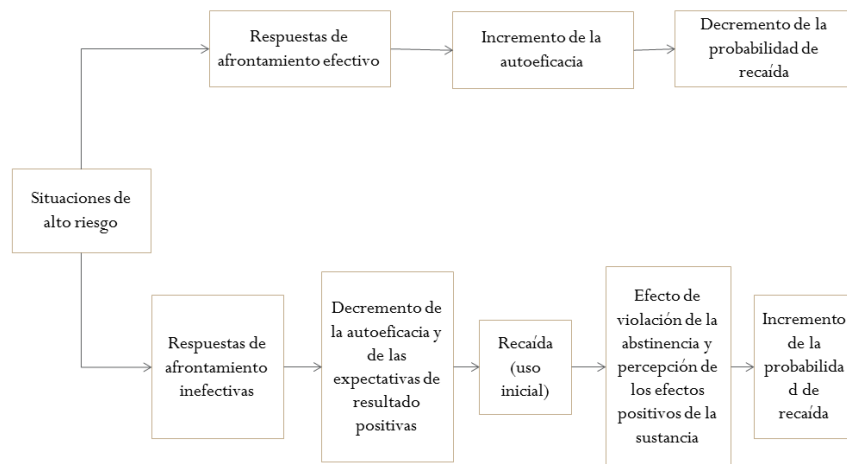 Respuestas de
afrontamiento efectivo
Incremento de la
autoeficacia
Decremento de la
probabilidad de
recaída
Situaciones de
alto riesgo
Respuestas de
afrontamiento
inefectivas
Decremento de
la autoeficacia y
de las
expectativas de
resultado
positivas
Recaída
(uso
inicial)
Efecto de
violación de la
abstinencia y
percepción de
los efectos
positivos de la
sustancia
Incremento
de la
probabilida
d de
recaída